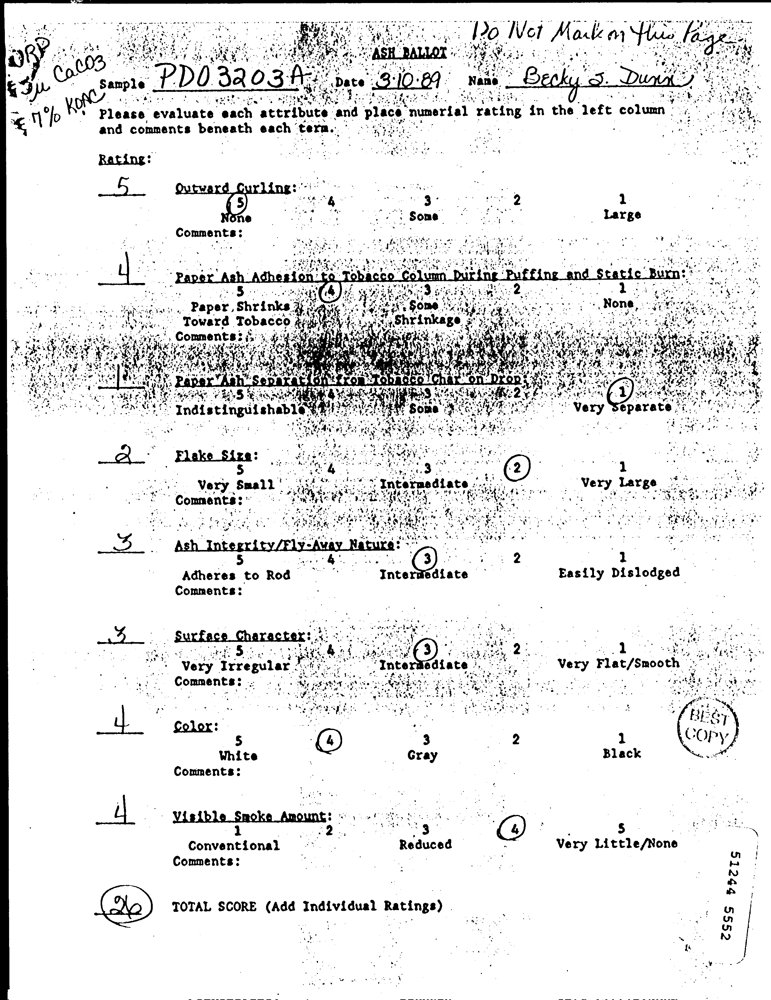 Do Not Mark on this Page
DRP
5u CaCO3
7% KOAC
ASH BALLOT
Sample PD03203A Date 3-10-89 Name Becky S. Dunn
Please evaluate each attribute and place numerial rating in the left column
and comments beneath each term.
Rating:
5 Outward Curling:
5 4 3 2 1
None Some Large
Comments:
4 Paper Ash Adhesion to Tobacco Column During Puffing and Static Burn:
5 4 3 2 1
Paper Shrinks Some None
Toward Tobacco Shrinkage
Comments:
1 Paper Ash Separation from Tobacco Char on Drop:
5 4 3 2 1
Indistinguishable Some Very Separate
2 Flake Size:
5 4 3 2 1
Very Small Intermediate Very Large
Comments:
3 Ash Integrity/Fly-Away Nature:
5 4 3 2 1
Adheres to Rod Intermediate Easily Dislodged
Comments:
3 Surface Character:
5 4 3 2 1
Very Irregular Intermediate Very Flat/Smooth
Comments:
BEST
COPY
4 Color:
5 4 3 2 1
White Gray Black
Comments:
4 Visible Smoke Amount:
1 2 3 4 5
Conventional Reduced Very Little/None
Comments:
26 TOTAL SCORE (Add Individual Ratings)
51244 5552